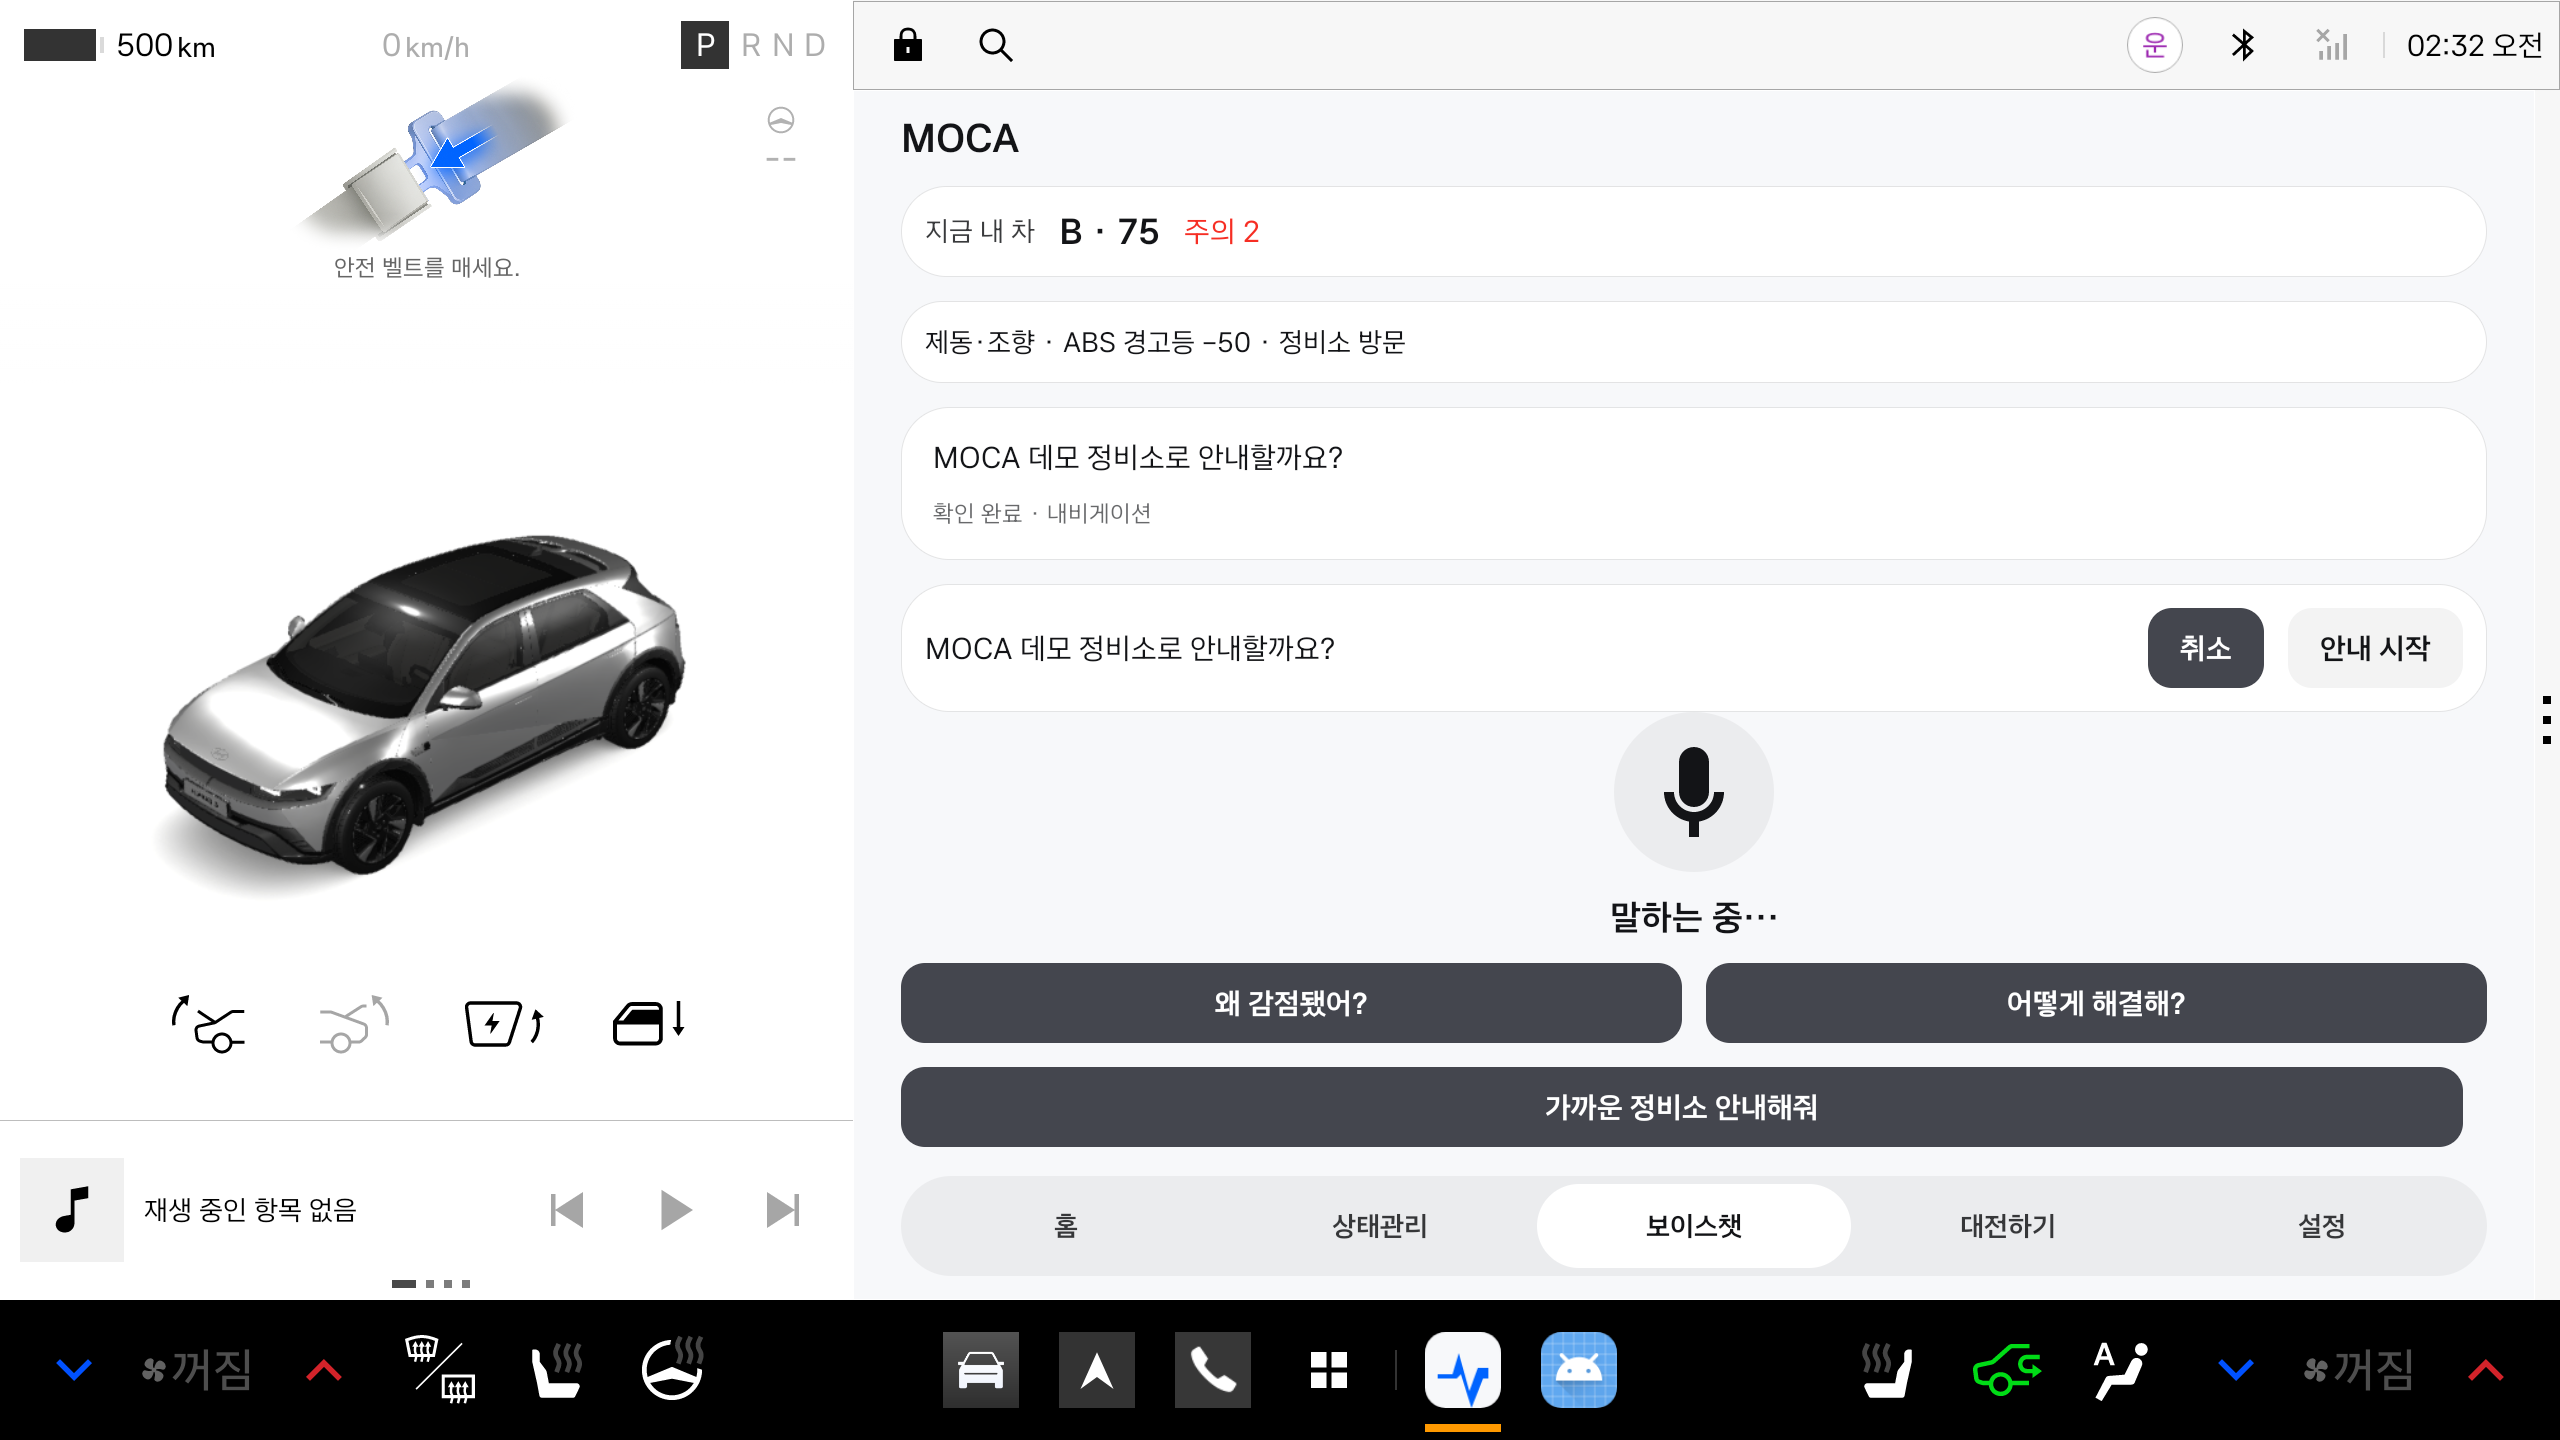 500 km
0 km/h
P R N D
안전 벨트를 매세요.
재생 중인 항목 없음
운
02:32 오전
MOCA
지금 내 차 B · 75 주의 2
제동·조향 · ABS 경고등 –50 · 정비소 방문
MOCA 데모 정비소로 안내할까요?
확인 완료 · 내비게이션
MOCA 데모 정비소로 안내할까요?
취소
안내 시작
말하는 중…
왜 감점됐어?
어떻게 해결해?
가까운 정비소 안내해줘
홈
상태관리
보이스챗
대전하기
설정
꺼짐
A
꺼짐